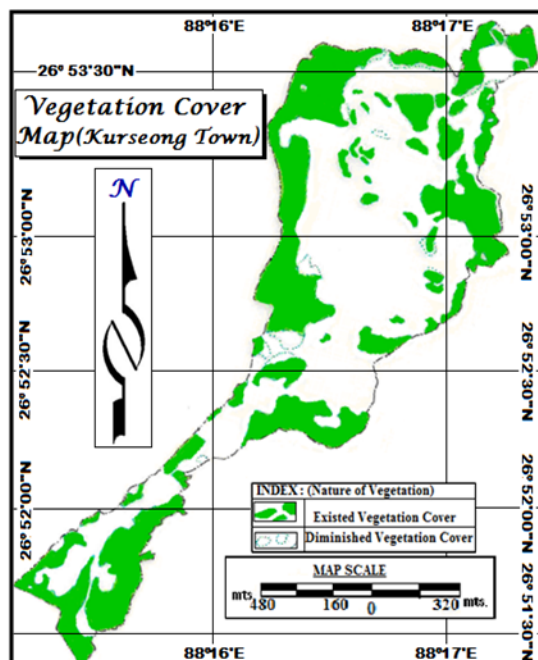 88°16'E 88°17'E
26° 53'30"N
Vegetation Cover
Map(Kurseong Town)
N
26°53'00"N
26°53'00"N
26°52'30"N
26°52'30"N
INDEX : (Nature of Vegetation)
Existed Vegetation Cover
Diminished Vegetation Cover
26°52'00"N
26°52'00"N
MAP SCALE
mts. mts.
480 160 0 320
26°51'30"N
88°16'E 88°17'E